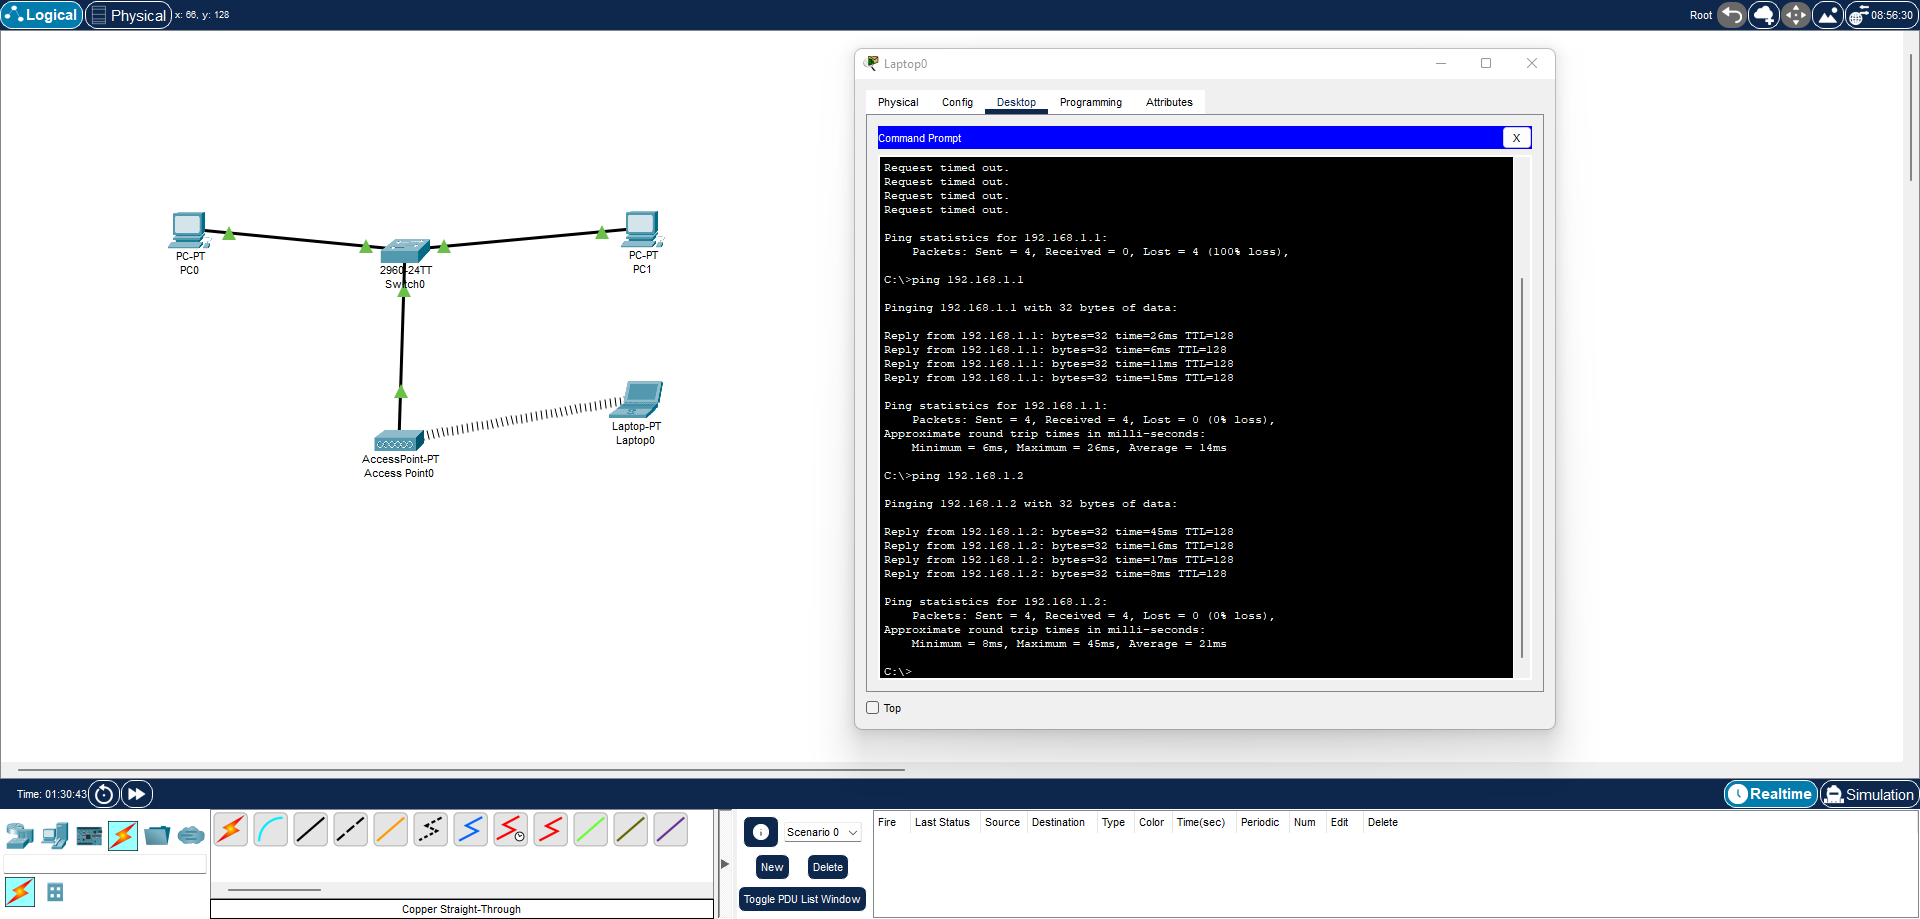 Logical
Physical
x: 66, y: 128
Root
08:56:30
Laptop0
Physical
Config
Desktop
Programming
Attributes
Command Prompt
X
Request timed out.
Request timed out.
Request timed out.
Request timed out.
Ping statistics for 192.168.1.1:
Packets: Sent = 4, Received = 0, Lost = 4 (100% loss),
C:\>ping 192.168.1.1
Pinging 192.168.1.1 with 32 bytes of data:
Reply from 192.168.1.1: bytes=32 time=26ms TTL=128
Reply from 192.168.1.1: bytes=32 time=6ms TTL=128
Reply from 192.168.1.1: bytes=32 time=11ms TTL=128
Reply from 192.168.1.1: bytes=32 time=15ms TTL=128
Ping statistics for 192.168.1.1:
Packets: Sent = 4, Received = 4, Lost = 0 (0% loss),
Approximate round trip times in milli-seconds:
Minimum = 6ms, Maximum = 26ms, Average = 14ms
C:\>ping 192.168.1.2
Pinging 192.168.1.2 with 32 bytes of data:
Reply from 192.168.1.2: bytes=32 time=45ms TTL=128
Reply from 192.168.1.2: bytes=32 time=16ms TTL=128
Reply from 192.168.1.2: bytes=32 time=17ms TTL=128
Reply from 192.168.1.2: bytes=32 time=8ms TTL=128
Ping statistics for 192.168.1.2:
Packets: Sent = 4, Received = 4, Lost = 0 (0% loss),
Approximate round trip times in milli-seconds:
Minimum = 8ms, Maximum = 45ms, Average = 21ms
C:\>
Top
PC-PT
PC0
2960-24TT
Switch0
PC-PT
PC1
Laptop-PT
Laptop0
AccessPoint-PT
Access Point0
Time: 01:30:43
Realtime
Simulation
Copper Straight-Through
Scenario 0
New
Delete
Toggle PDU List Window
Fire Last Status Source Destination Type Color Time(sec) Periodic Num Edit Delete